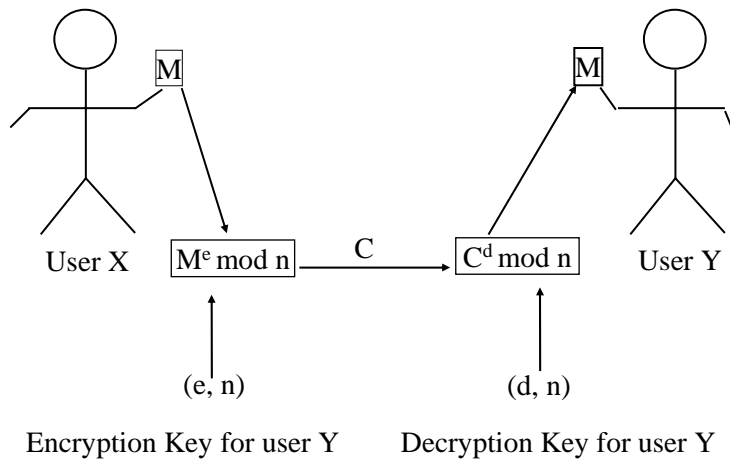 M
M
User X
M^e mod n
C
C^d mod n
User Y
(e, n)
(d, n)
Encryption Key for user Y
Decryption Key for user Y